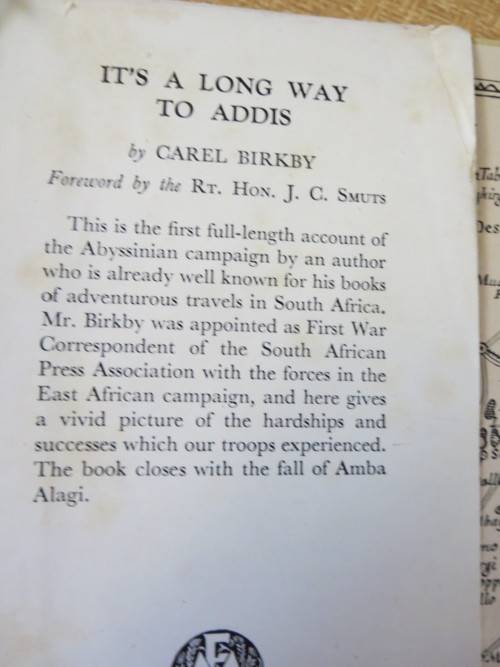 IT'S A LONG WAY
TO ADDIS
by CAREL BIRKBY
Foreword by the RT. HON. J. C. SMUTS
This is the first full-length account of
the Abyssinian campaign by an author
who is already well known for his books
of adventurous travels in South Africa.
Mr. Birkby was appointed as First War
Correspondent of the South African
Press Association with the forces in the
East African campaign, and here gives
a vivid picture of the hardships and
successes which our troops experienced.
The book closes with the fall of Amba
Alagi.